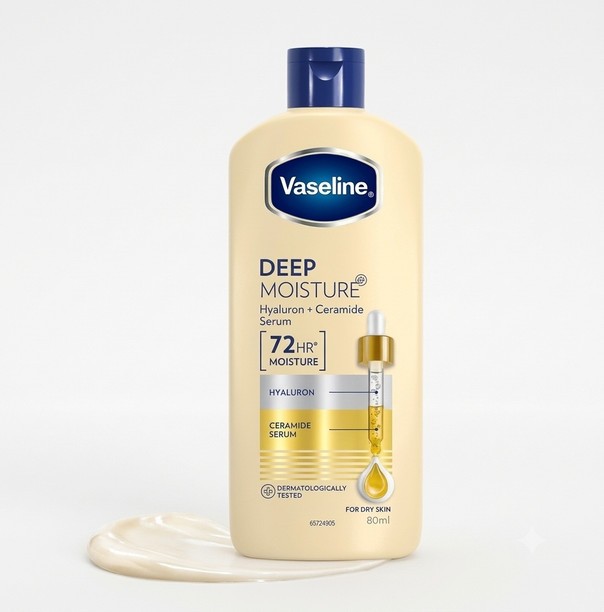 Vaseline®
DEEP
MOISTURE
Hyaluron + Ceramide
Serum
72HR*
MOISTURE
HYALURON
CERAMIDE
SERUM
DERMATOLOGICALLY
TESTED
FOR DRY SKIN
80ml
65724905